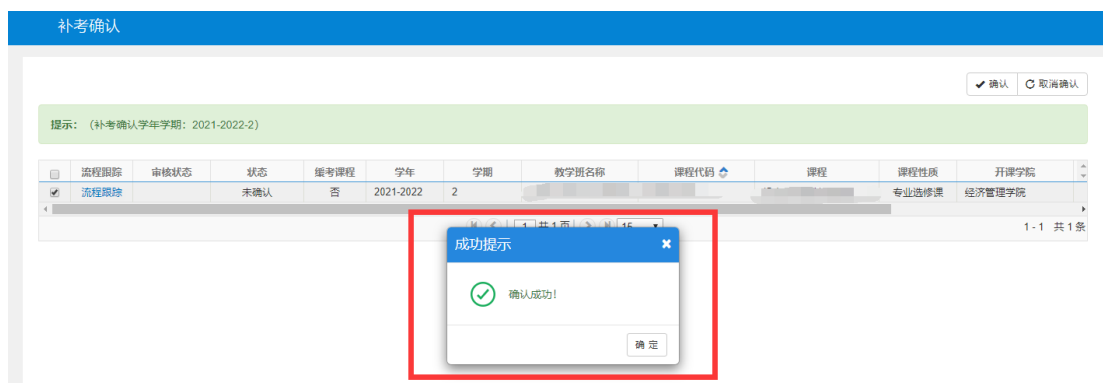 补考确认
确认 取消确认
提示：（补考确认学年学期：2021-2022-2）
流程跟踪 审核状态 状态 缓考课程 学年 学期 教学班名称 课程代码 课程 课程性质 开课学院
流程跟踪 未确认 否 2021-2022 2 专业选修课 经济管理学院
1 共1页 15
1 - 1 共 1 条
成功提示
确认成功！
确 定